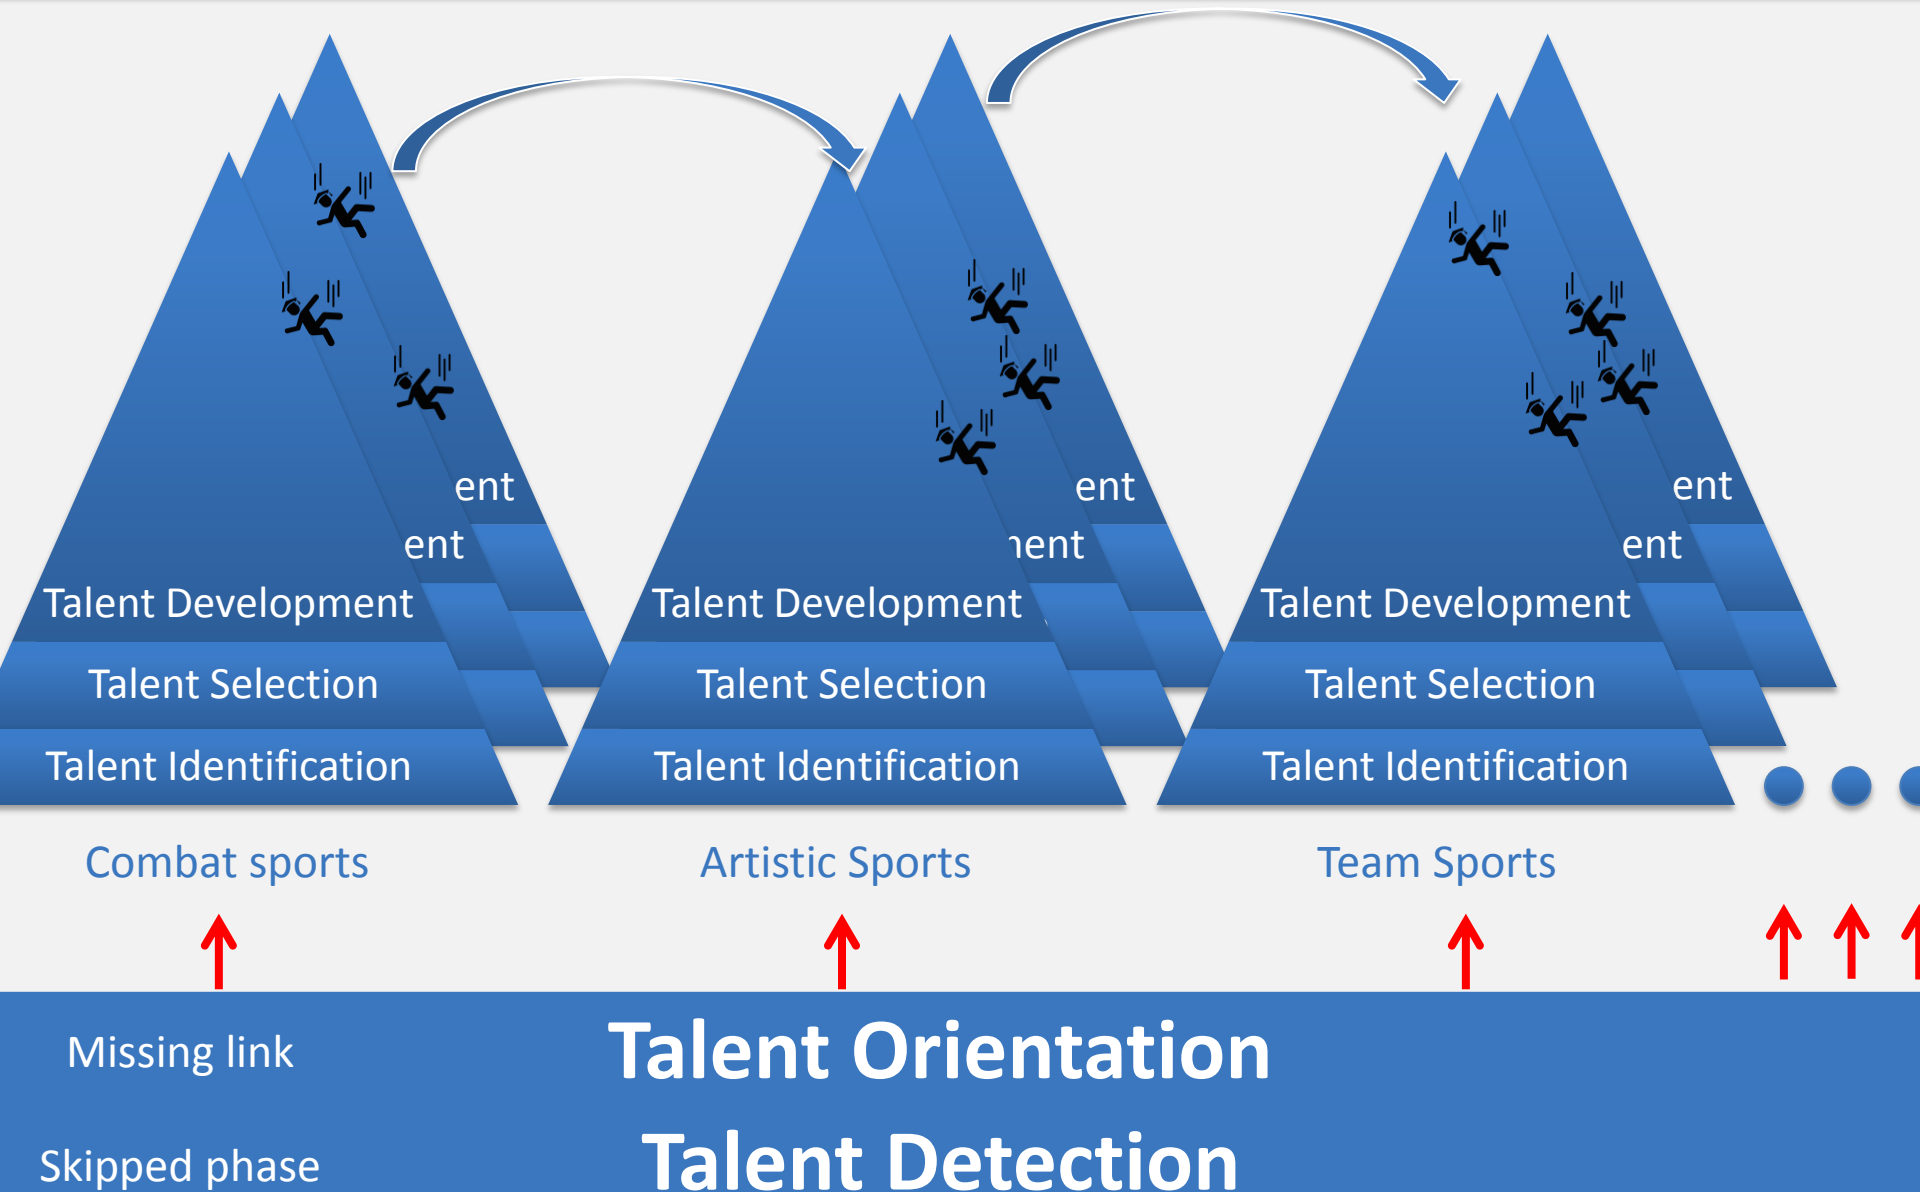 ent
ent
ent
ent
ment
ent
Talent Development
Talent Development
Talent Development
Talent Selection
Talent Selection
Talent Selection
Talent Identification
Talent Identification
Talent Identification
Combat sports
Artistic Sports
Team Sports
Missing link
Talent Orientation
Skipped phase
Talent Detection